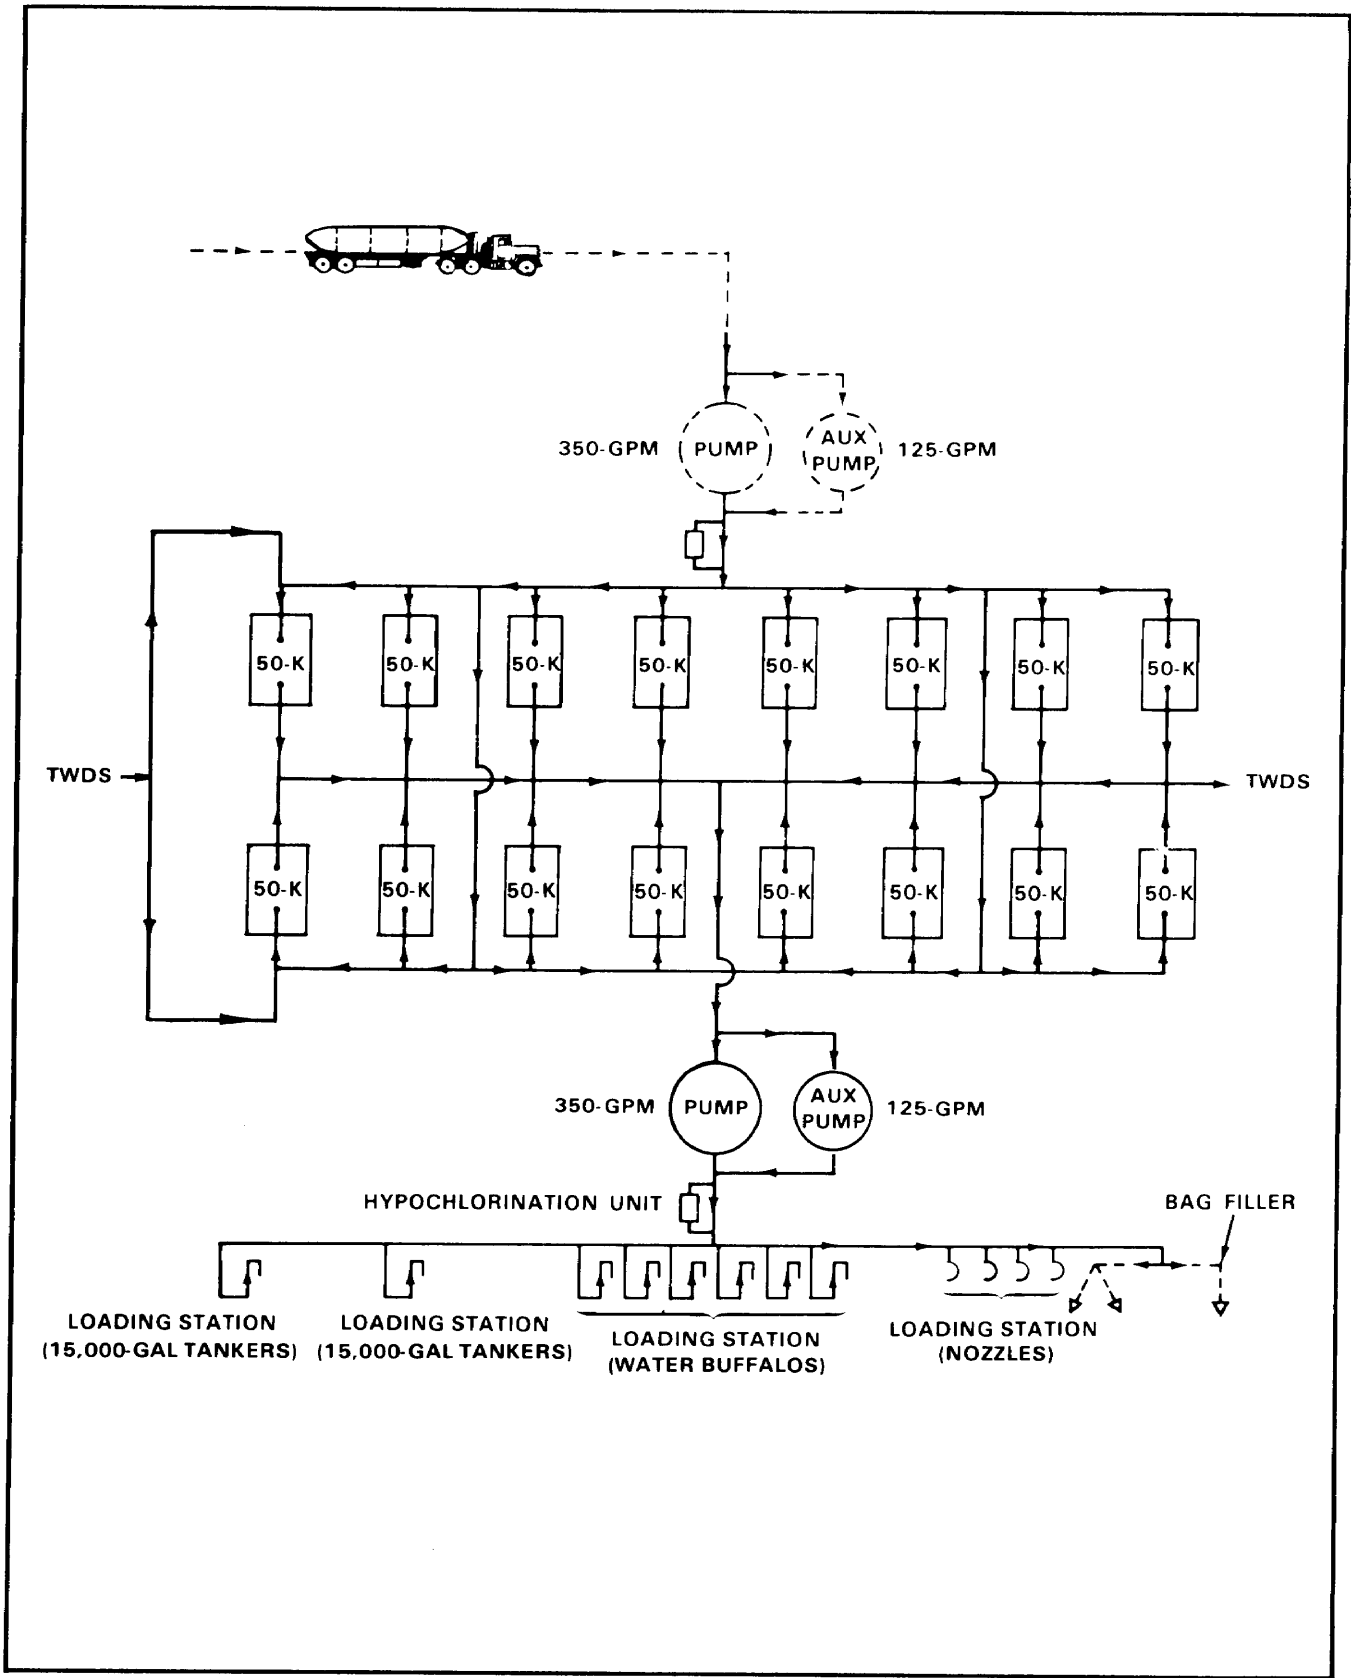 350-GPM PUMP AUX PUMP 125-GPM
50-K 50-K 50-K 50-K 50-K 50-K 50-K 50-K
TWDS TWDS
50-K 50-K 50-K 50-K 50-K 50-K 50-K 50-K
350-GPM PUMP AUX PUMP 125-GPM
HYPOCHLORINATION UNIT
BAG FILLER
LOADING STATION
(15,000-GAL TANKERS)
LOADING STATION
(15,000-GAL TANKERS)
LOADING STATION
(WATER BUFFALOS)
LOADING STATION
(NOZZLES)